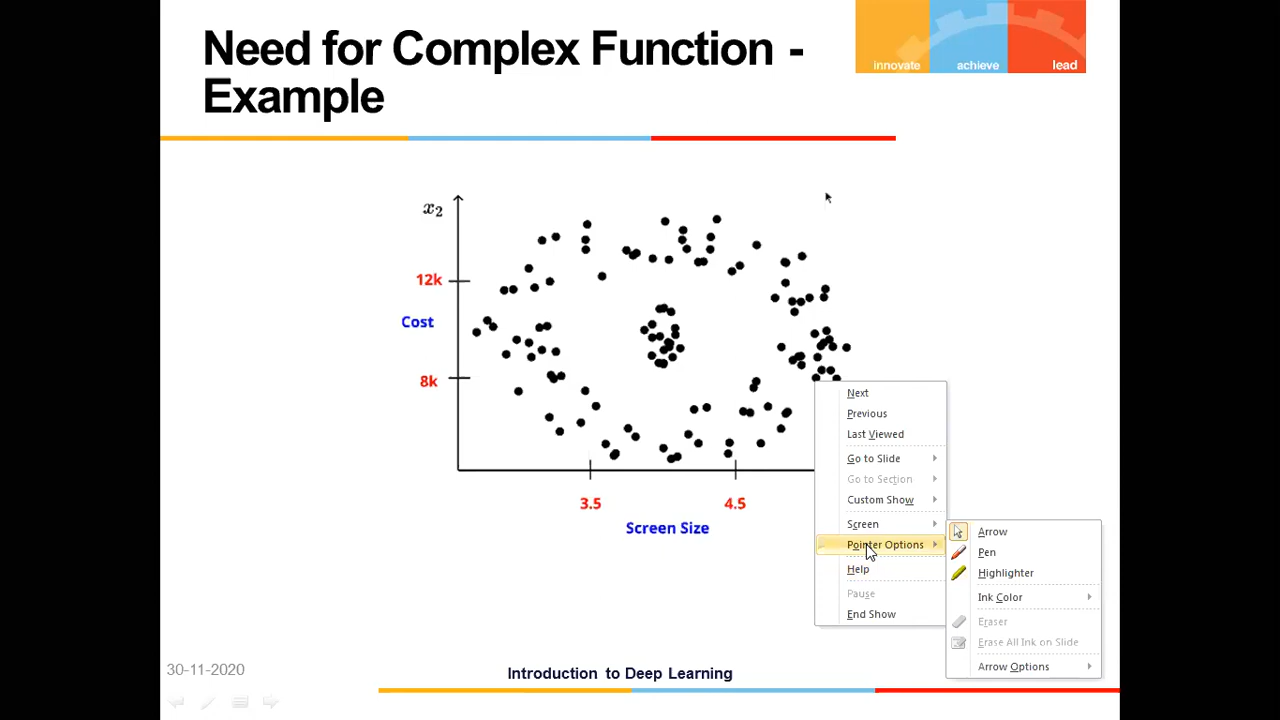 Need for Complex Function -
Example
innovate achieve lead
x2
12k
Cost
8k
3.5 4.5
Screen Size
Next
Previous
Last Viewed
Go to Slide
Go to Section
Custom Show
Screen
Pointer Options
Help
Pause
End Show
Arrow
Pen
Highlighter
Ink Color
Eraser
Erase All Ink on Slide
Arrow Options
30-11-2020
Introduction to Deep Learning